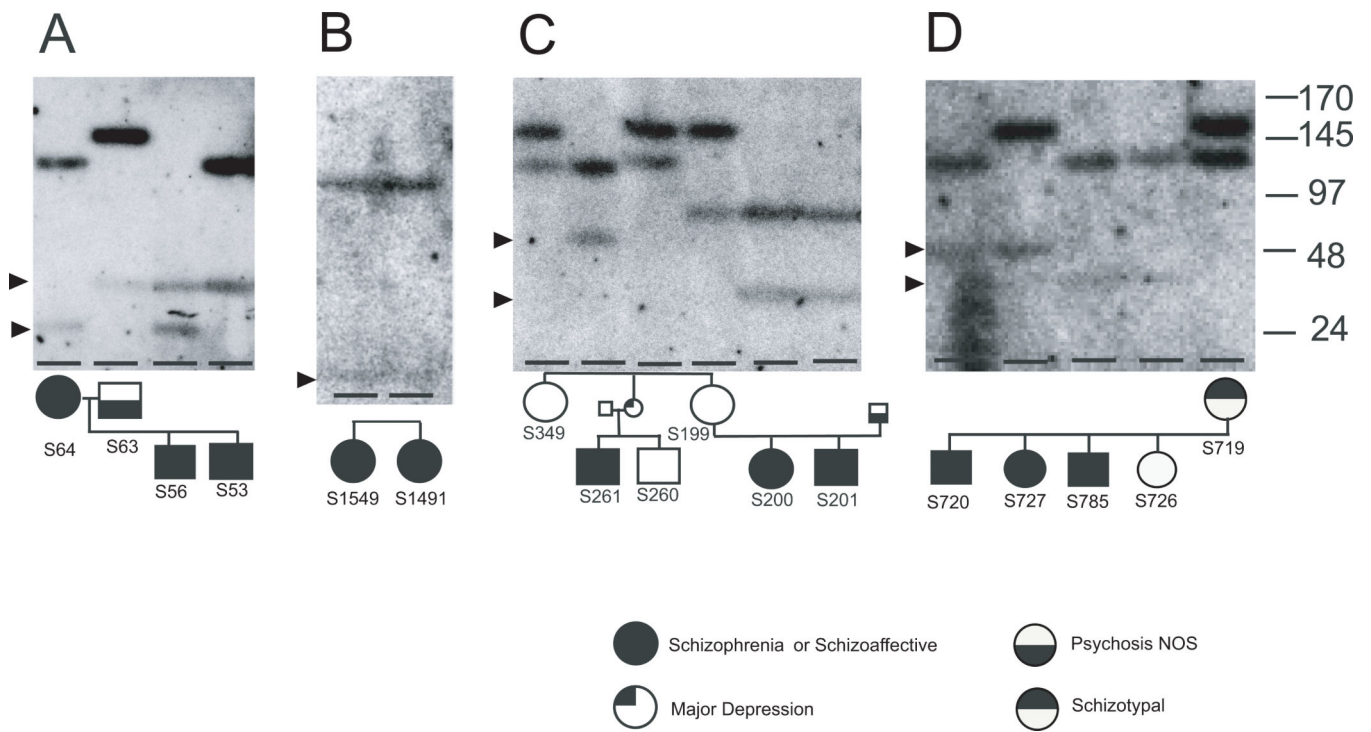 A
B
C
D
170
145
97
48
24
S64
S63
S56
S53
S1549
S1491
S349
S199
S261
S260
S200
S201
S719
S720
S727
S785
S726
Schizophrenia or Schizoaffective
Psychosis NOS
Major Depression
Schizotypal